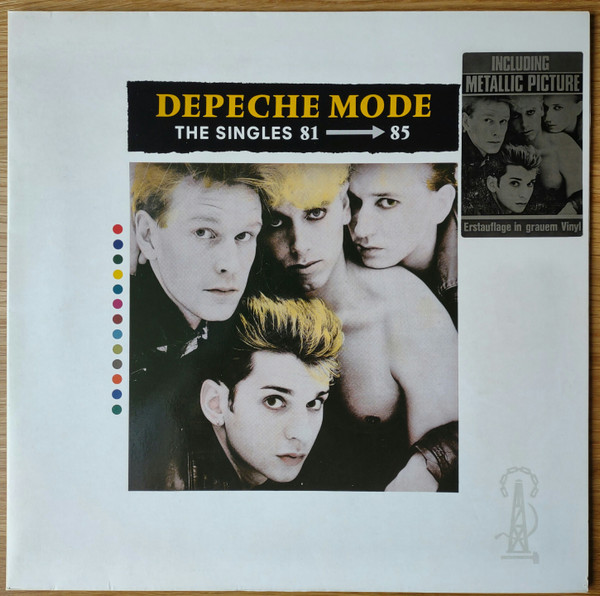 DEPECHE MODE
THE SINGLES 81 → 85
INCLUDING
METALLIC PICTURE
Erstauflage in grauem Vinyl